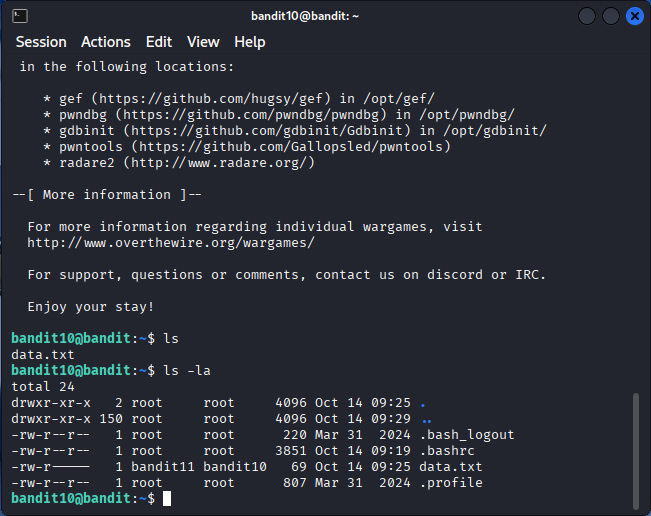 bandit10@bandit: ~
Session Actions Edit View Help
in the following locations:
* gef (https://github.com/hugsy/gef) in /opt/gef/
* pwndbg (https://github.com/pwndbg/pwndbg) in /opt/pwndbg/
* gdbinit (https://github.com/gdbinit/Gdbinit) in /opt/gdbinit/
* pwntools (https://github.com/Gallopsled/pwntools)
* radare2 (http://www.radare.org/)
--[ More information ]--
For more information regarding individual wargames, visit
http://www.overthewire.org/wargames/
For support, questions or comments, contact us on discord or IRC.
Enjoy your stay!
bandit10@bandit:~$ ls
data.txt
bandit10@bandit:~$ ls -la
total 24
drwxr-xr-x 2 root root 4096 Oct 14 09:25 .
drwxr-xr-x 150 root root 4096 Oct 14 09:29 ..
-rw-r--r-- 1 root root 220 Mar 31 2024 .bash_logout
-rw-r--r-- 1 root root 3851 Oct 14 09:19 .bashrc
-rw-r----- 1 bandit11 bandit10 69 Oct 14 09:25 data.txt
-rw-r--r-- 1 root root 807 Mar 31 2024 .profile
bandit10@bandit:~$